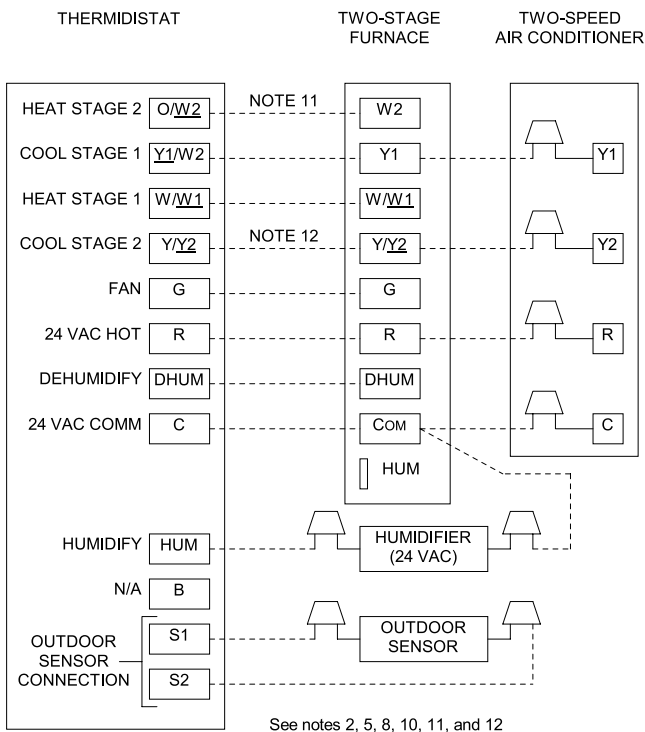 THERMIDISTAT
TWO-STAGE
FURNACE
TWO-SPEED
AIR CONDITIONER
HEAT STAGE 2 O/W2 NOTE 11 W2
COOL STAGE 1 Y1/W2 Y1 Y1
HEAT STAGE 1 W/W1 W/W1
COOL STAGE 2 Y/Y2 NOTE 12 Y/Y2 Y2
FAN G G
24 VAC HOT R R R
DEHUMIDIFY DHUM DHUM
24 VAC COMM C COM C
HUM
HUMIDIFY HUM HUMIDIFIER
(24 VAC)
N/A B
OUTDOOR
SENSOR
CONNECTION
S1
S2
OUTDOOR
SENSOR
See notes 2, 5, 8, 10, 11, and 12